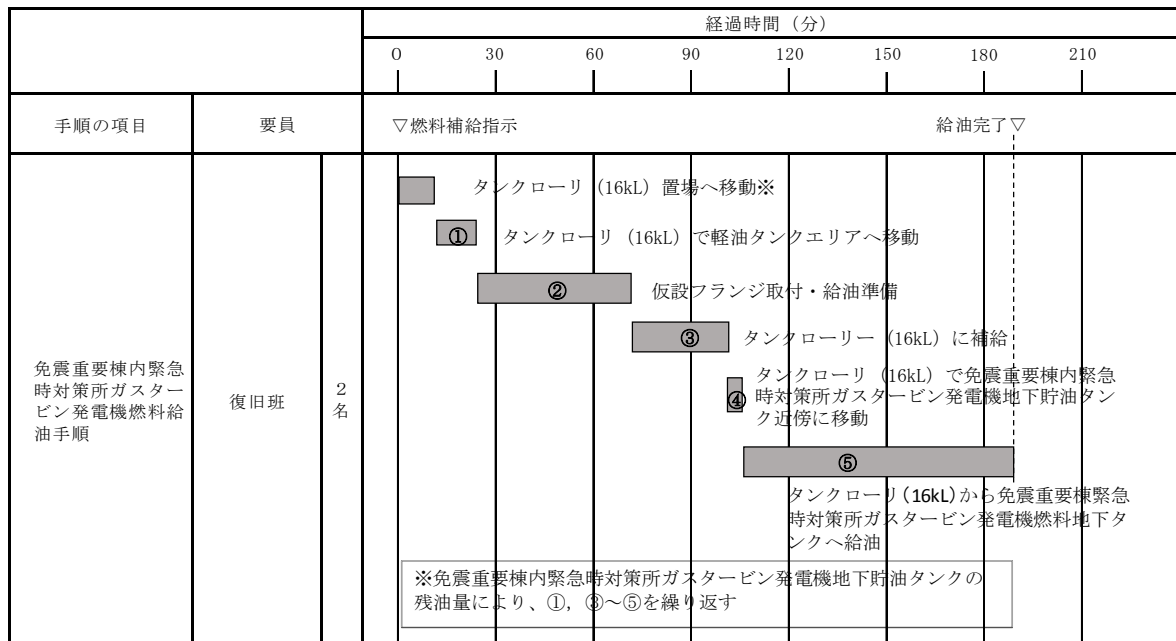 経過時間（分）
0 30 60 90 120 150 180 210
手順の項目 要員 ▽燃料補給指示 給油完了▽
タンクローリ（16kL）置場へ移動※
① タンクローリ（16kL）で軽油タンクエリアへ移動
② 仮設フランジ取付・給油準備
③ タンクローリー（16kL）に補給
免震重要棟内緊急
時対策所ガスター
ビン発電機燃料給
油手順
復旧班
2
名
タンクローリ（16kL）で免震重要棟内緊急
④ 時対策所ガスタービン発電機地下貯油タン
ク近傍に移動
⑤
タンクローリ（16kL）から免震重要棟緊急
時対策所ガスタービン発電機燃料地下タ
ンクへ給油
※免震重要棟内緊急時対策所ガスタービン発電機地下貯油タンクの
残油量により、①，③～⑤を繰り返す